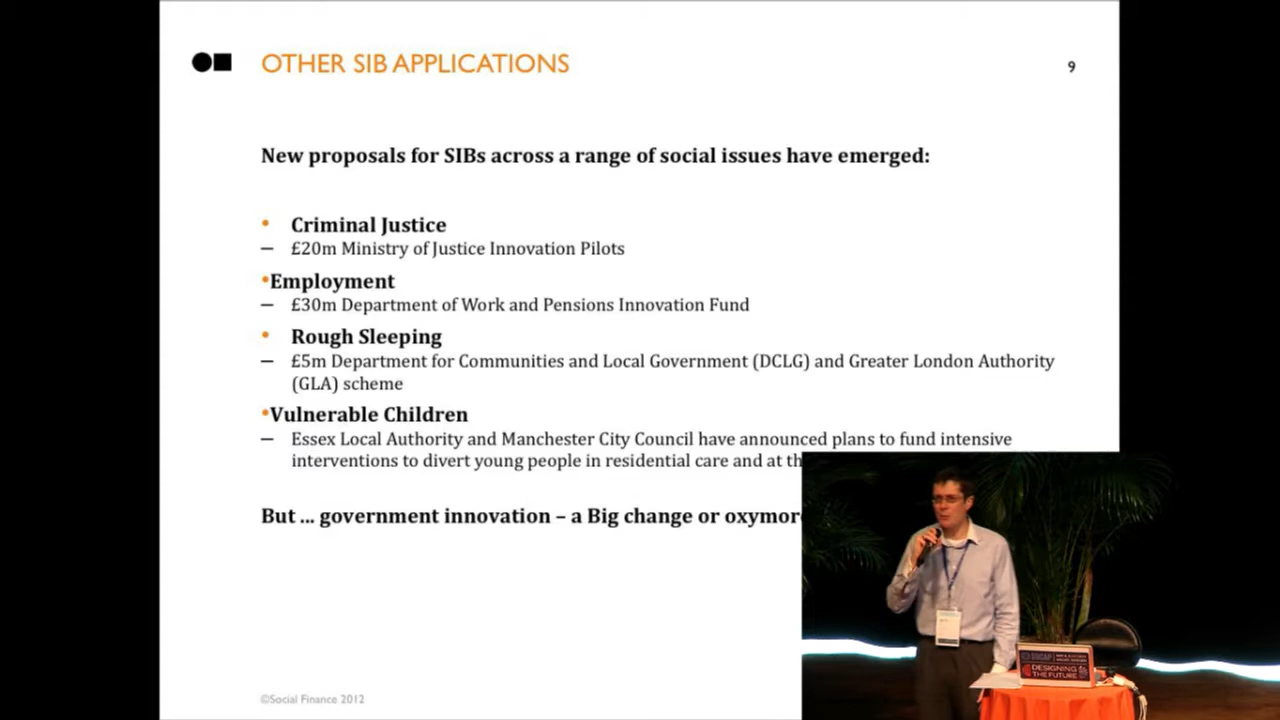 OTHER SIB APPLICATIONS
9
New proposals for SIBs across a range of social issues have emerged:
• Criminal Justice
– £20m Ministry of Justice Innovation Pilots
•Employment
– £30m Department of Work and Pensions Innovation Fund
• Rough Sleeping
– £5m Department for Communities and Local Government (DCLG) and Greater London Authority
(GLA) scheme
•Vulnerable Children
– Essex Local Authority and Manchester City Council have announced plans to fund intensive
interventions to divert young people in residential care and at th
But ... government innovation – a Big change or oxymor
DESIGNING
THE FUTURE
©Social Finance 2012